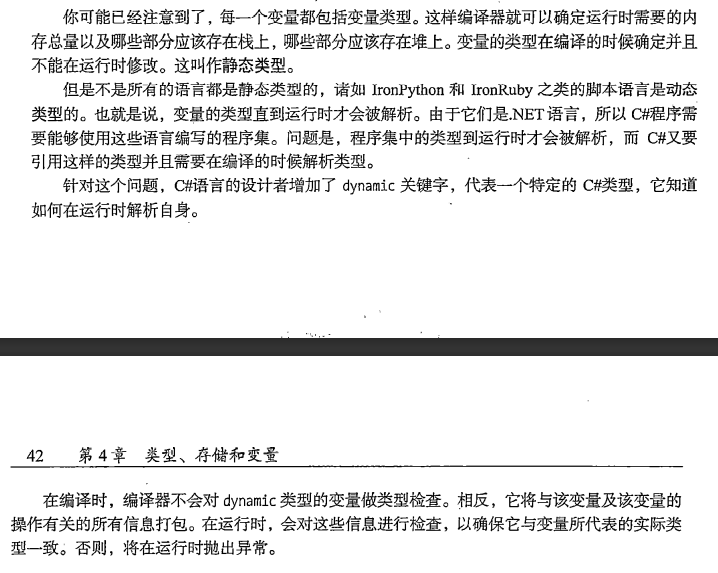 你可能已经注意到了，每一个变量都包括变量类型。这样编译器就可以确定运行时需要的内
存总量以及哪些部分应该存在栈上，哪些部分应该存在堆上。变量的类型在编译的时候确定并且
不能在运行时修改。这叫作静态类型。
但是不是所有的语言都是静态类型的，诸如 IronPython 和 IronRuby 之类的脚本语言是动态
类型的。也就是说，变量的类型直到运行时才会被解析。由于它们是.NET语言，所以 C#程序需
要能够使用这些语言编写的程序集。问题是，程序集中的类型到运行时才会被解析，而 C#又要
引用这样的类型并且需要在编译的时候解析类型。
针对这个问题，C#语言的设计者增加了 dynamic 关键字，代表一个特定的 C#类型，它知道
如何在运行时解析自身。
42 第 4 章 类型、存储和变量
在编译时，编译器不会对 dynamic 类型的变量做类型检查。相反，它将与该变量及该变量的
操作有关的所有信息打包。在运行时，会对这些信息进行检查，以确保它与变量所代表的实际类
型一致。否则，将在运行时抛出异常。